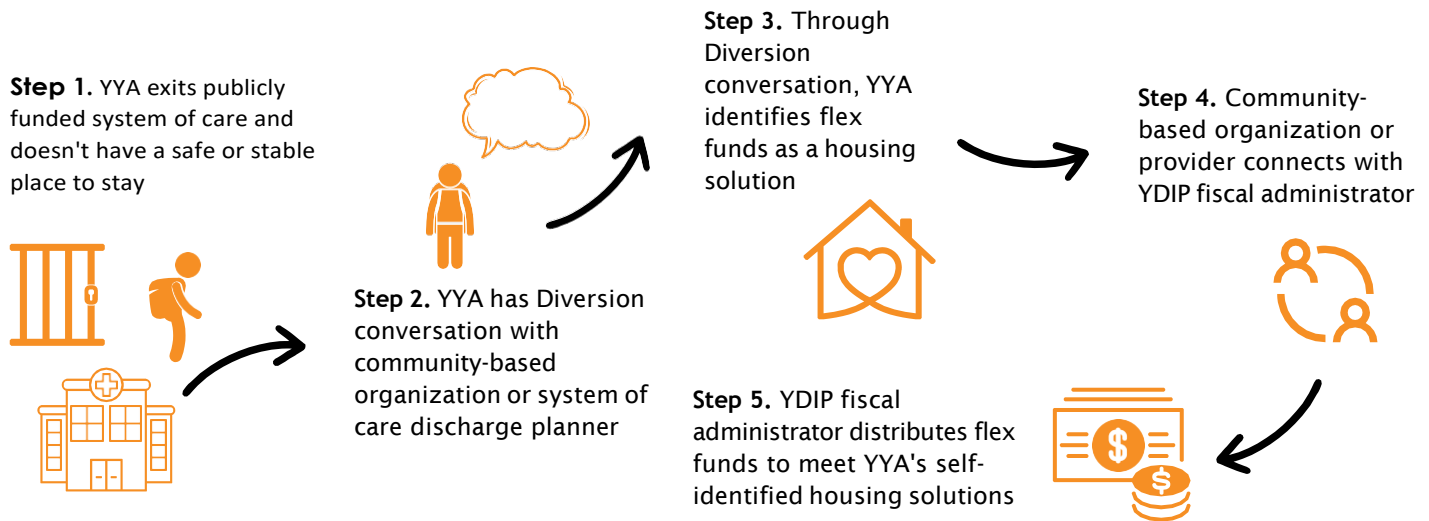 Step 1. YYA exits publicly
funded system of care and
doesn't have a safe or stable
place to stay
Step 2. YYA has Diversion
conversation with
community-based
organization or system of
care discharge planner
Step 3. Through
Diversion
conversation, YYA
identifies flex
funds as a housing
solution
Step 4. Community-
based organization or
provider connects with
YDIP fiscal administrator
Step 5. YDIP fiscal
administrator distributes flex
funds to meet YYA's self-
identified housing solutions
$
$